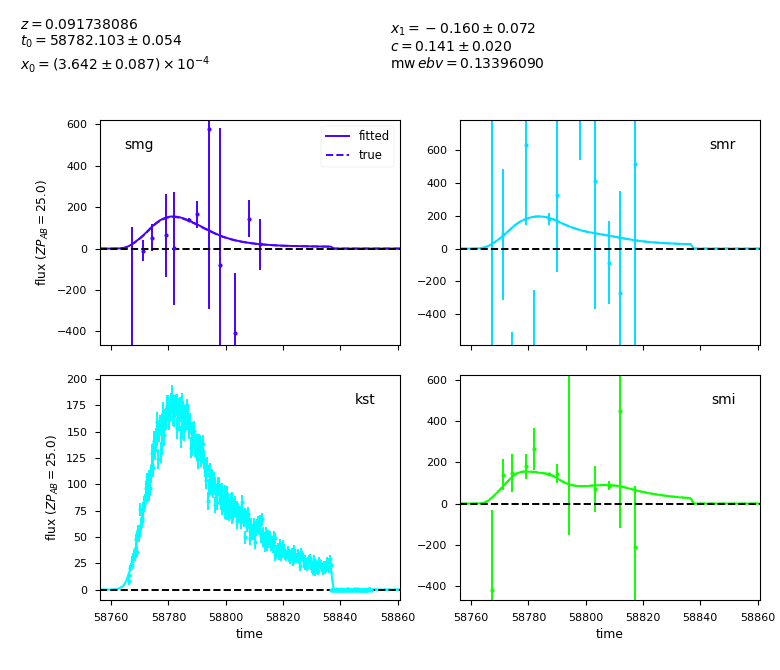 z = 0.091738086
t₀ = 58782.103 ± 0.054
x₀ = (3.642 ± 0.087) × 10⁻⁴
x₁ = −0.160 ± 0.072
c = 0.141 ± 0.020
mw ebv = 0.13396090
smg
fitted
true
600
400
200
0
−200
−400
flux (ZP_AB = 25.0)
smr
600
400
200
0
−200
−400
kst
200
175
150
125
100
75
50
25
0
flux (ZP_AB = 25.0)
58760 58780 58800 58820 58840 58860
time
smi
600
400
200
0
−200
−400
58760 58780 58800 58820 58840 58860
time